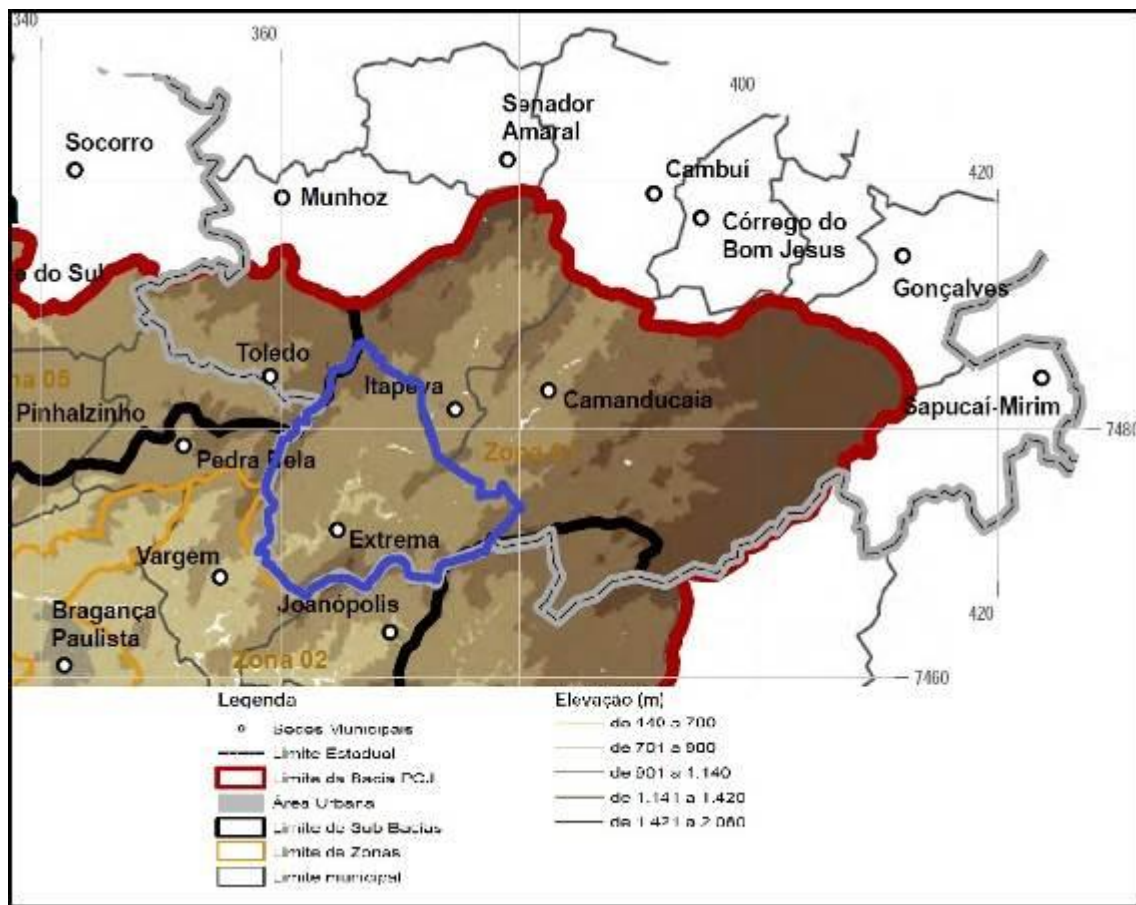 340
360
400
420
Socorro
Senador
Amaral
Munhoz
Cambuí
Córrego do
Bom Jesus
Gonçalves
do Sul
Toledo
Itapeva
Camanducaia
Sapucaí-Mirim
Pinhalzinho
Pedra Bela
Zona
7480
Extrema
Vargem
Joanópolis
Bragança
Paulista
Zona 02
420
7460
Legenda
Sedes Municipais
Limite Estadual
Limite da Bacia PCJ
Área Urbana
Limite de Sub Bacias
Limite de Zonas
Limite municipal
Elevação (m)
de 440 a 700
de 701 a 900
de 901 a 1.140
de 1.141 a 1.420
de 1.421 a 2.060